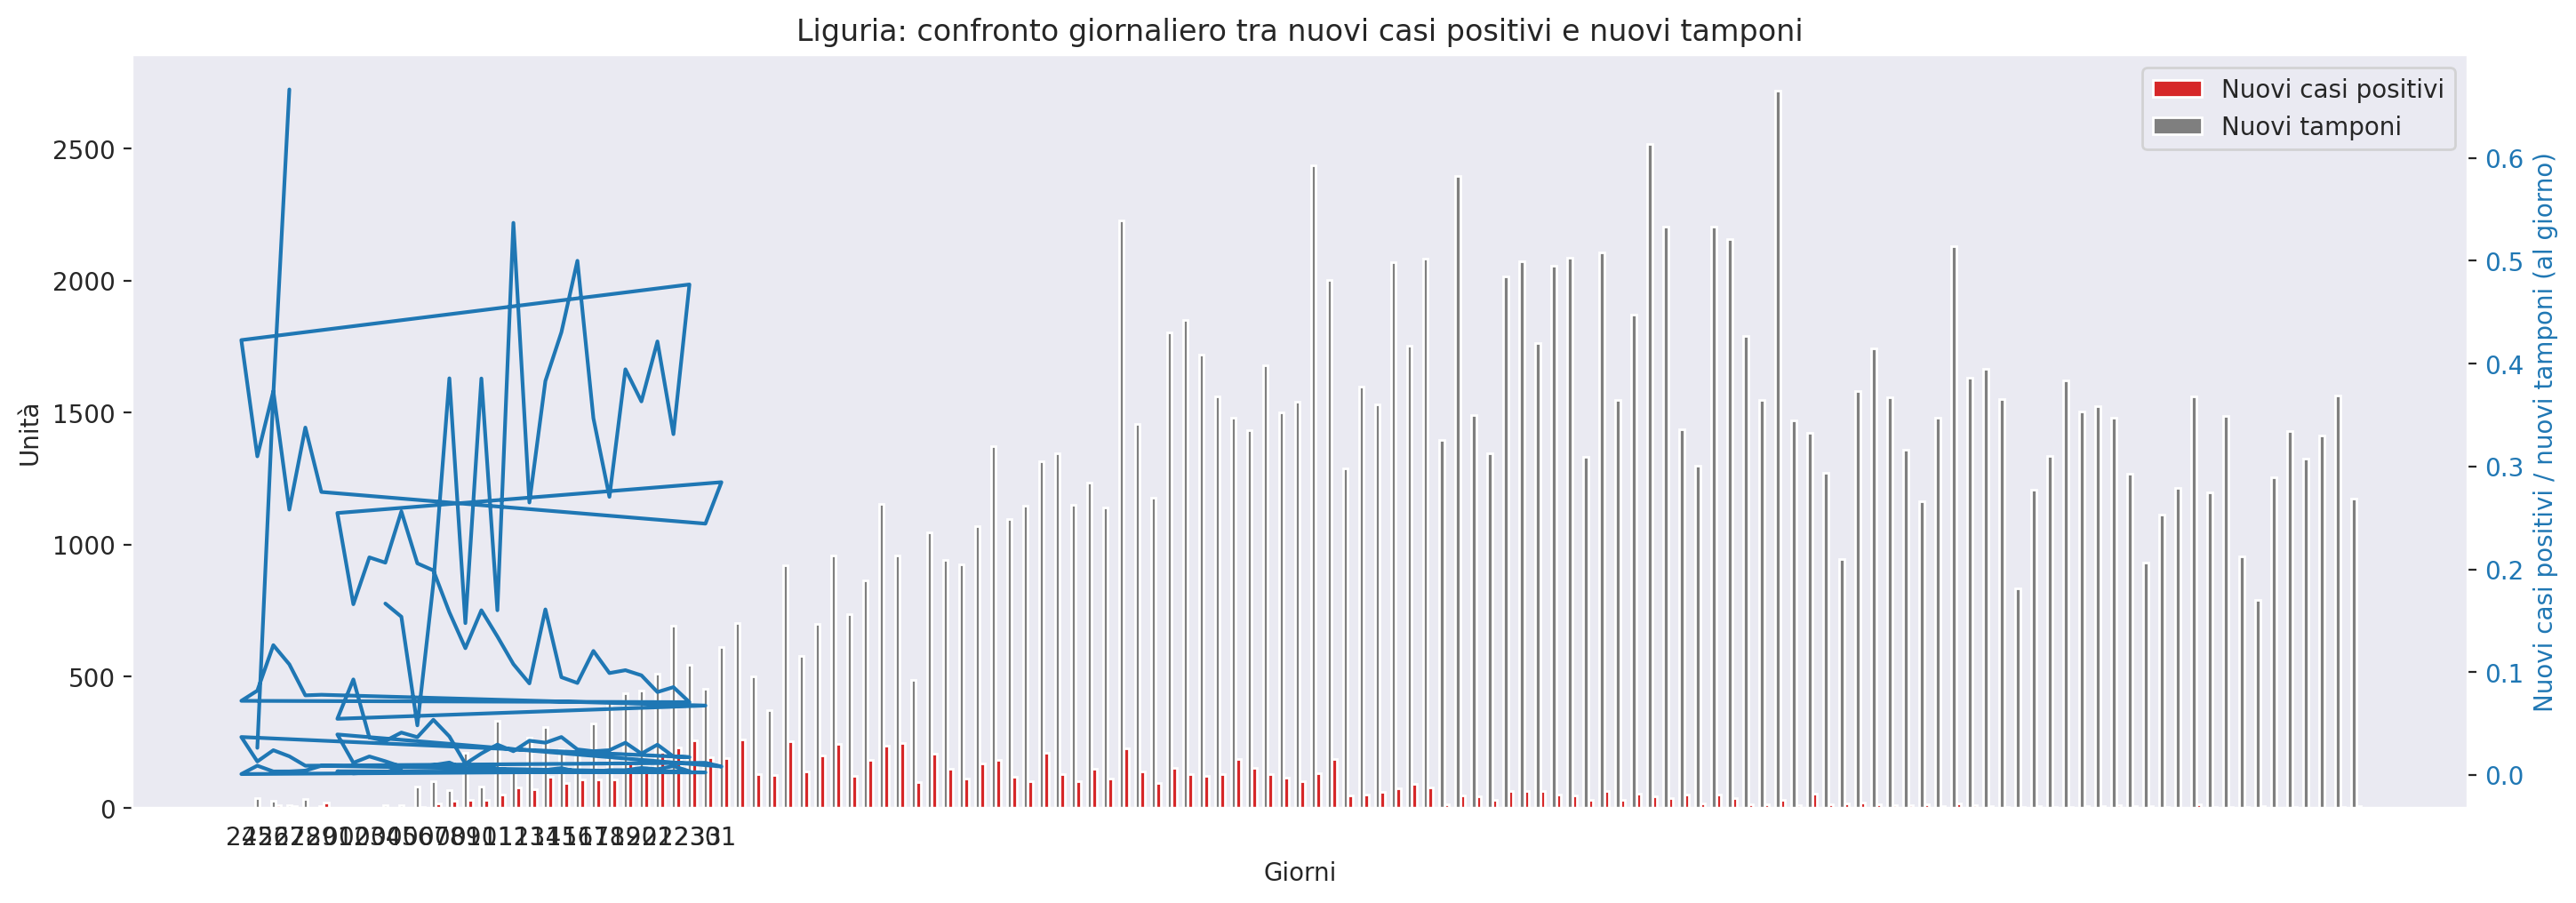 Liguria: confronto giornaliero tra nuovi casi positivi e nuovi tamponi
Nuovi casi positivi
Nuovi tamponi
2500
2000
1500
1000
500
0
Unità
0.6
0.5
0.4
0.3
0.2
0.1
0.0
Nuovi casi positivi / nuovi tamponi (al giorno)
Giorni